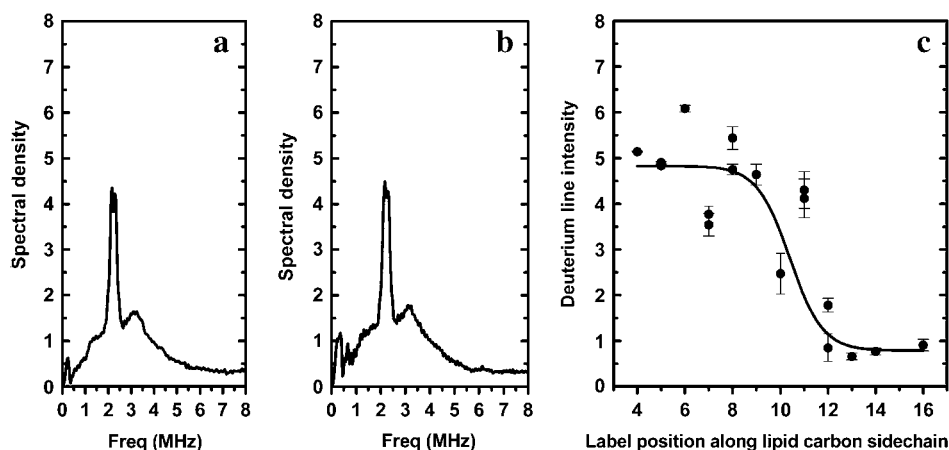 a
8
7
6
5
4
3
2
1
0
Spectral density
0 1 2 3 4 5 6 7 8
Freq (MHz)
b
8
7
6
5
4
3
2
1
0
Spectral density
0 1 2 3 4 5 6 7 8
Freq (MHz)
c
8
7
6
5
4
3
2
1
0
Deuterium line intensity
4 6 8 10 12 14 16
Label position along lipid carbon sidechain